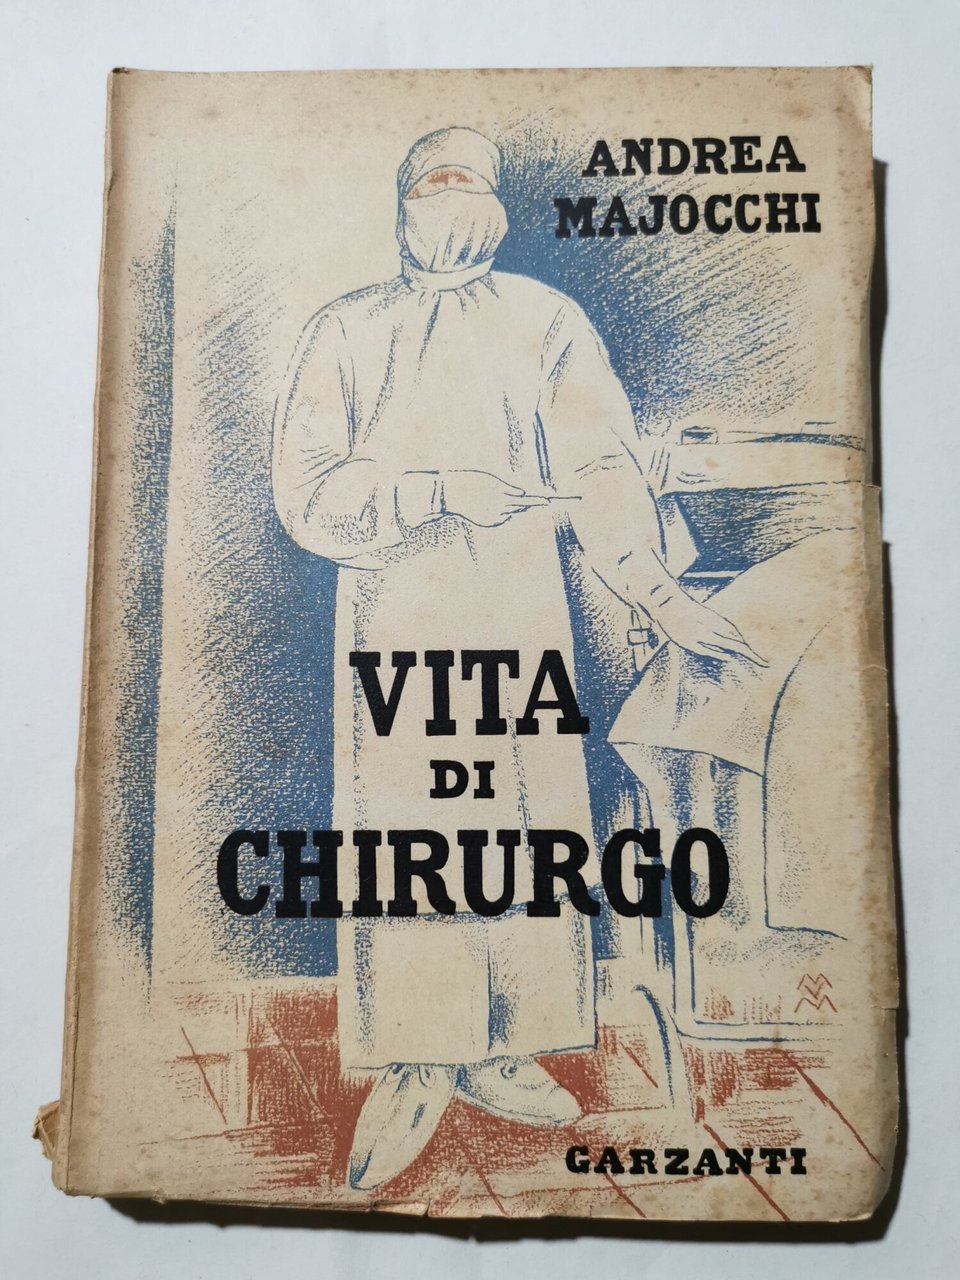 ANDREA
MAJOCCHI
VITA
DI
CHIRURGO
GARZANTI